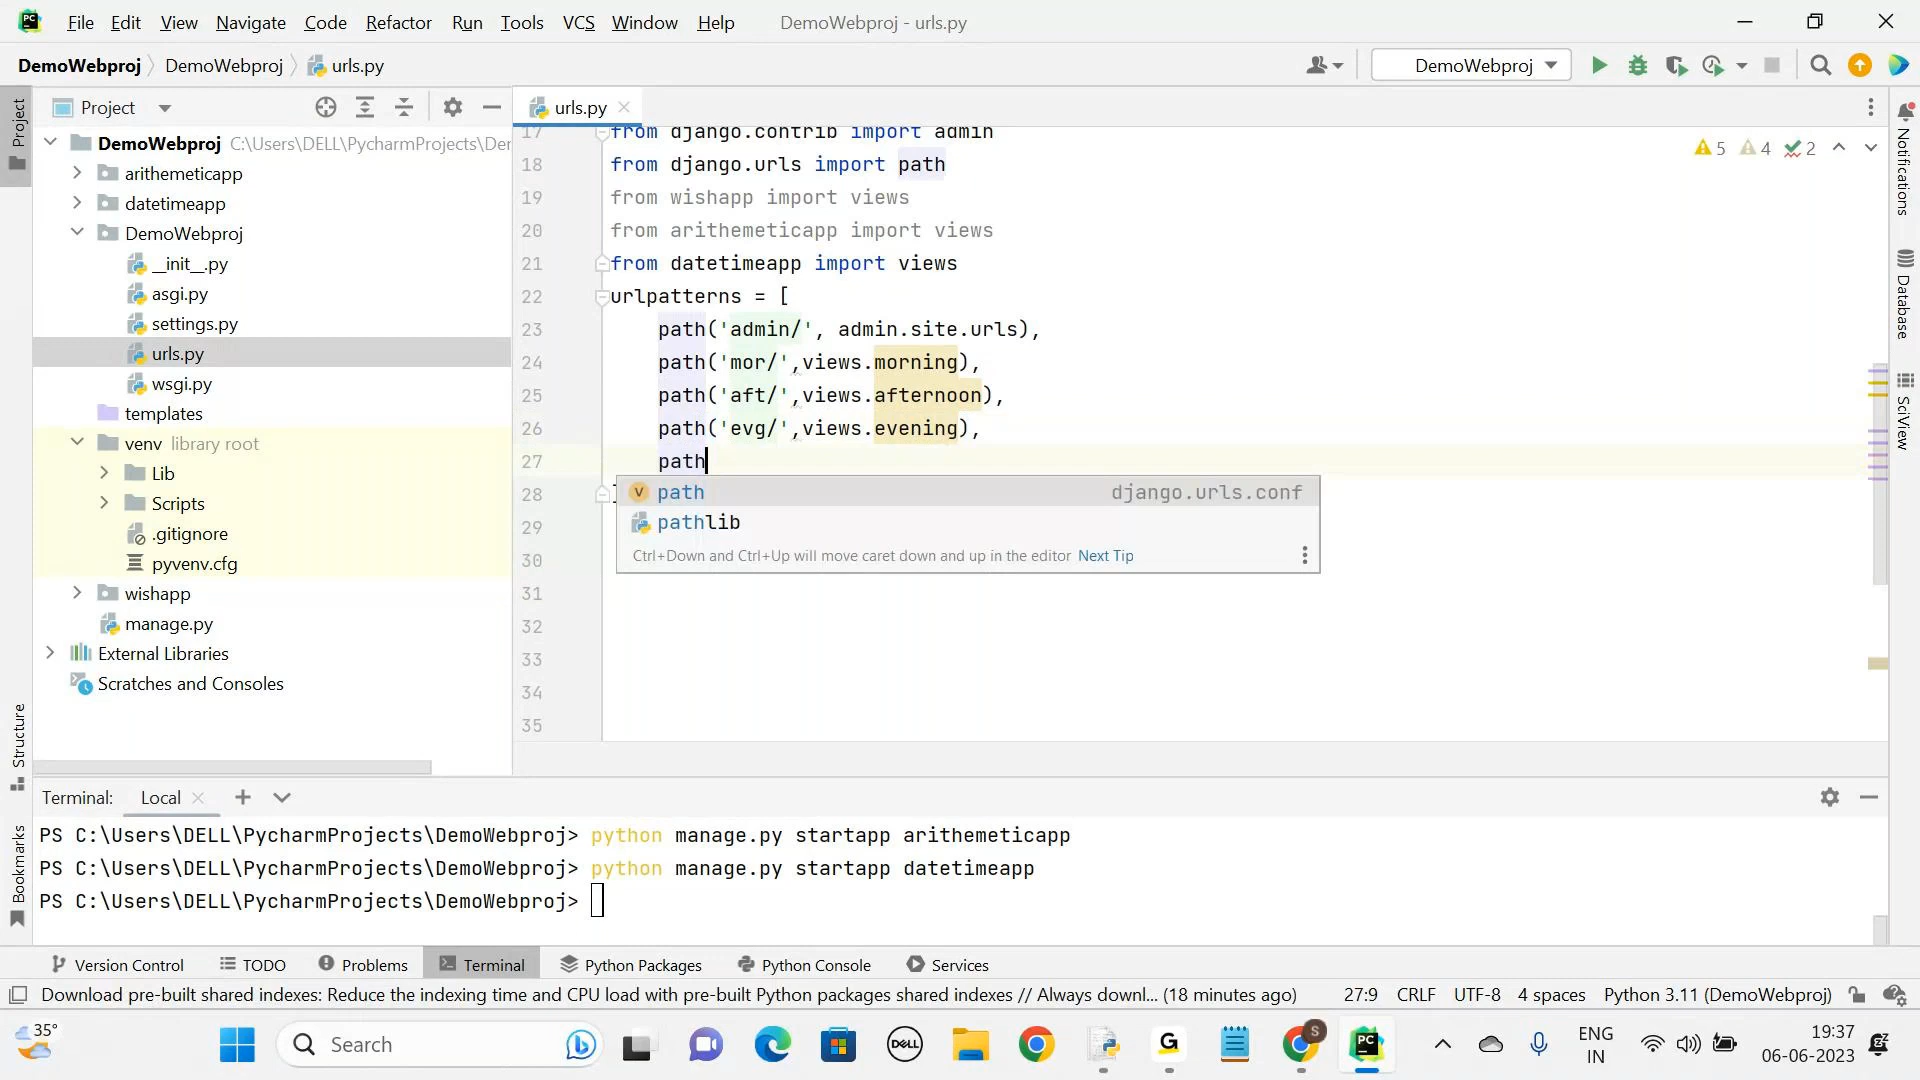 PC File Edit View Navigate Code Refactor Run Tools VCS Window Help DemoWebproj - urls.py
DemoWebproj DemoWebproj urls.py DemoWebproj
Project
Project
urls.py
DemoWebproj C:\Users\DELL\PycharmProjects\Der
arithemeticapp
datetimeapp
DemoWebproj
__init__.py
asgi.py
settings.py
urls.py
wsgi.py
templates
venv library root
Lib
Scripts
.gitignore
pyvenv.cfg
wishapp
manage.py
External Libraries
Scratches and Consoles
17 from django.contrib import admin
18 from django.urls import path
19 from wishapp import views
20 from arithemeticapp import views
21 from datetimeapp import views
22 urlpatterns = [
23 path('admin/', admin.site.urls),
24 path('mor/',views.morning),
25 path('aft/',views.afternoon),
26 path('evg/',views.evening),
27 path
28
29
30
31
32
33
34
35
5 4 2
V path django.urls.conf
pathlib
Ctrl+Down and Ctrl+Up will move caret down and up in the editor Next Tip
Notifications
Database
SciView
Structure
Bookmarks
Terminal: Local
PS C:\Users\DELL\PycharmProjects\DemoWebproj> python manage.py startapp arithemeticapp
PS C:\Users\DELL\PycharmProjects\DemoWebproj> python manage.py startapp datetimeapp
PS C:\Users\DELL\PycharmProjects\DemoWebproj>
Version Control TODO Problems Terminal Python Packages Python Console Services
Download pre-built shared indexes: Reduce the indexing time and CPU load with pre-built Python packages shared indexes // Always downl... (18 minutes ago) 27:9 CRLF UTF-8 4 spaces Python 3.11 (DemoWebproj)
35°
Search
DELL
G
S
PC
ENG
IN
19:37
06-06-2023